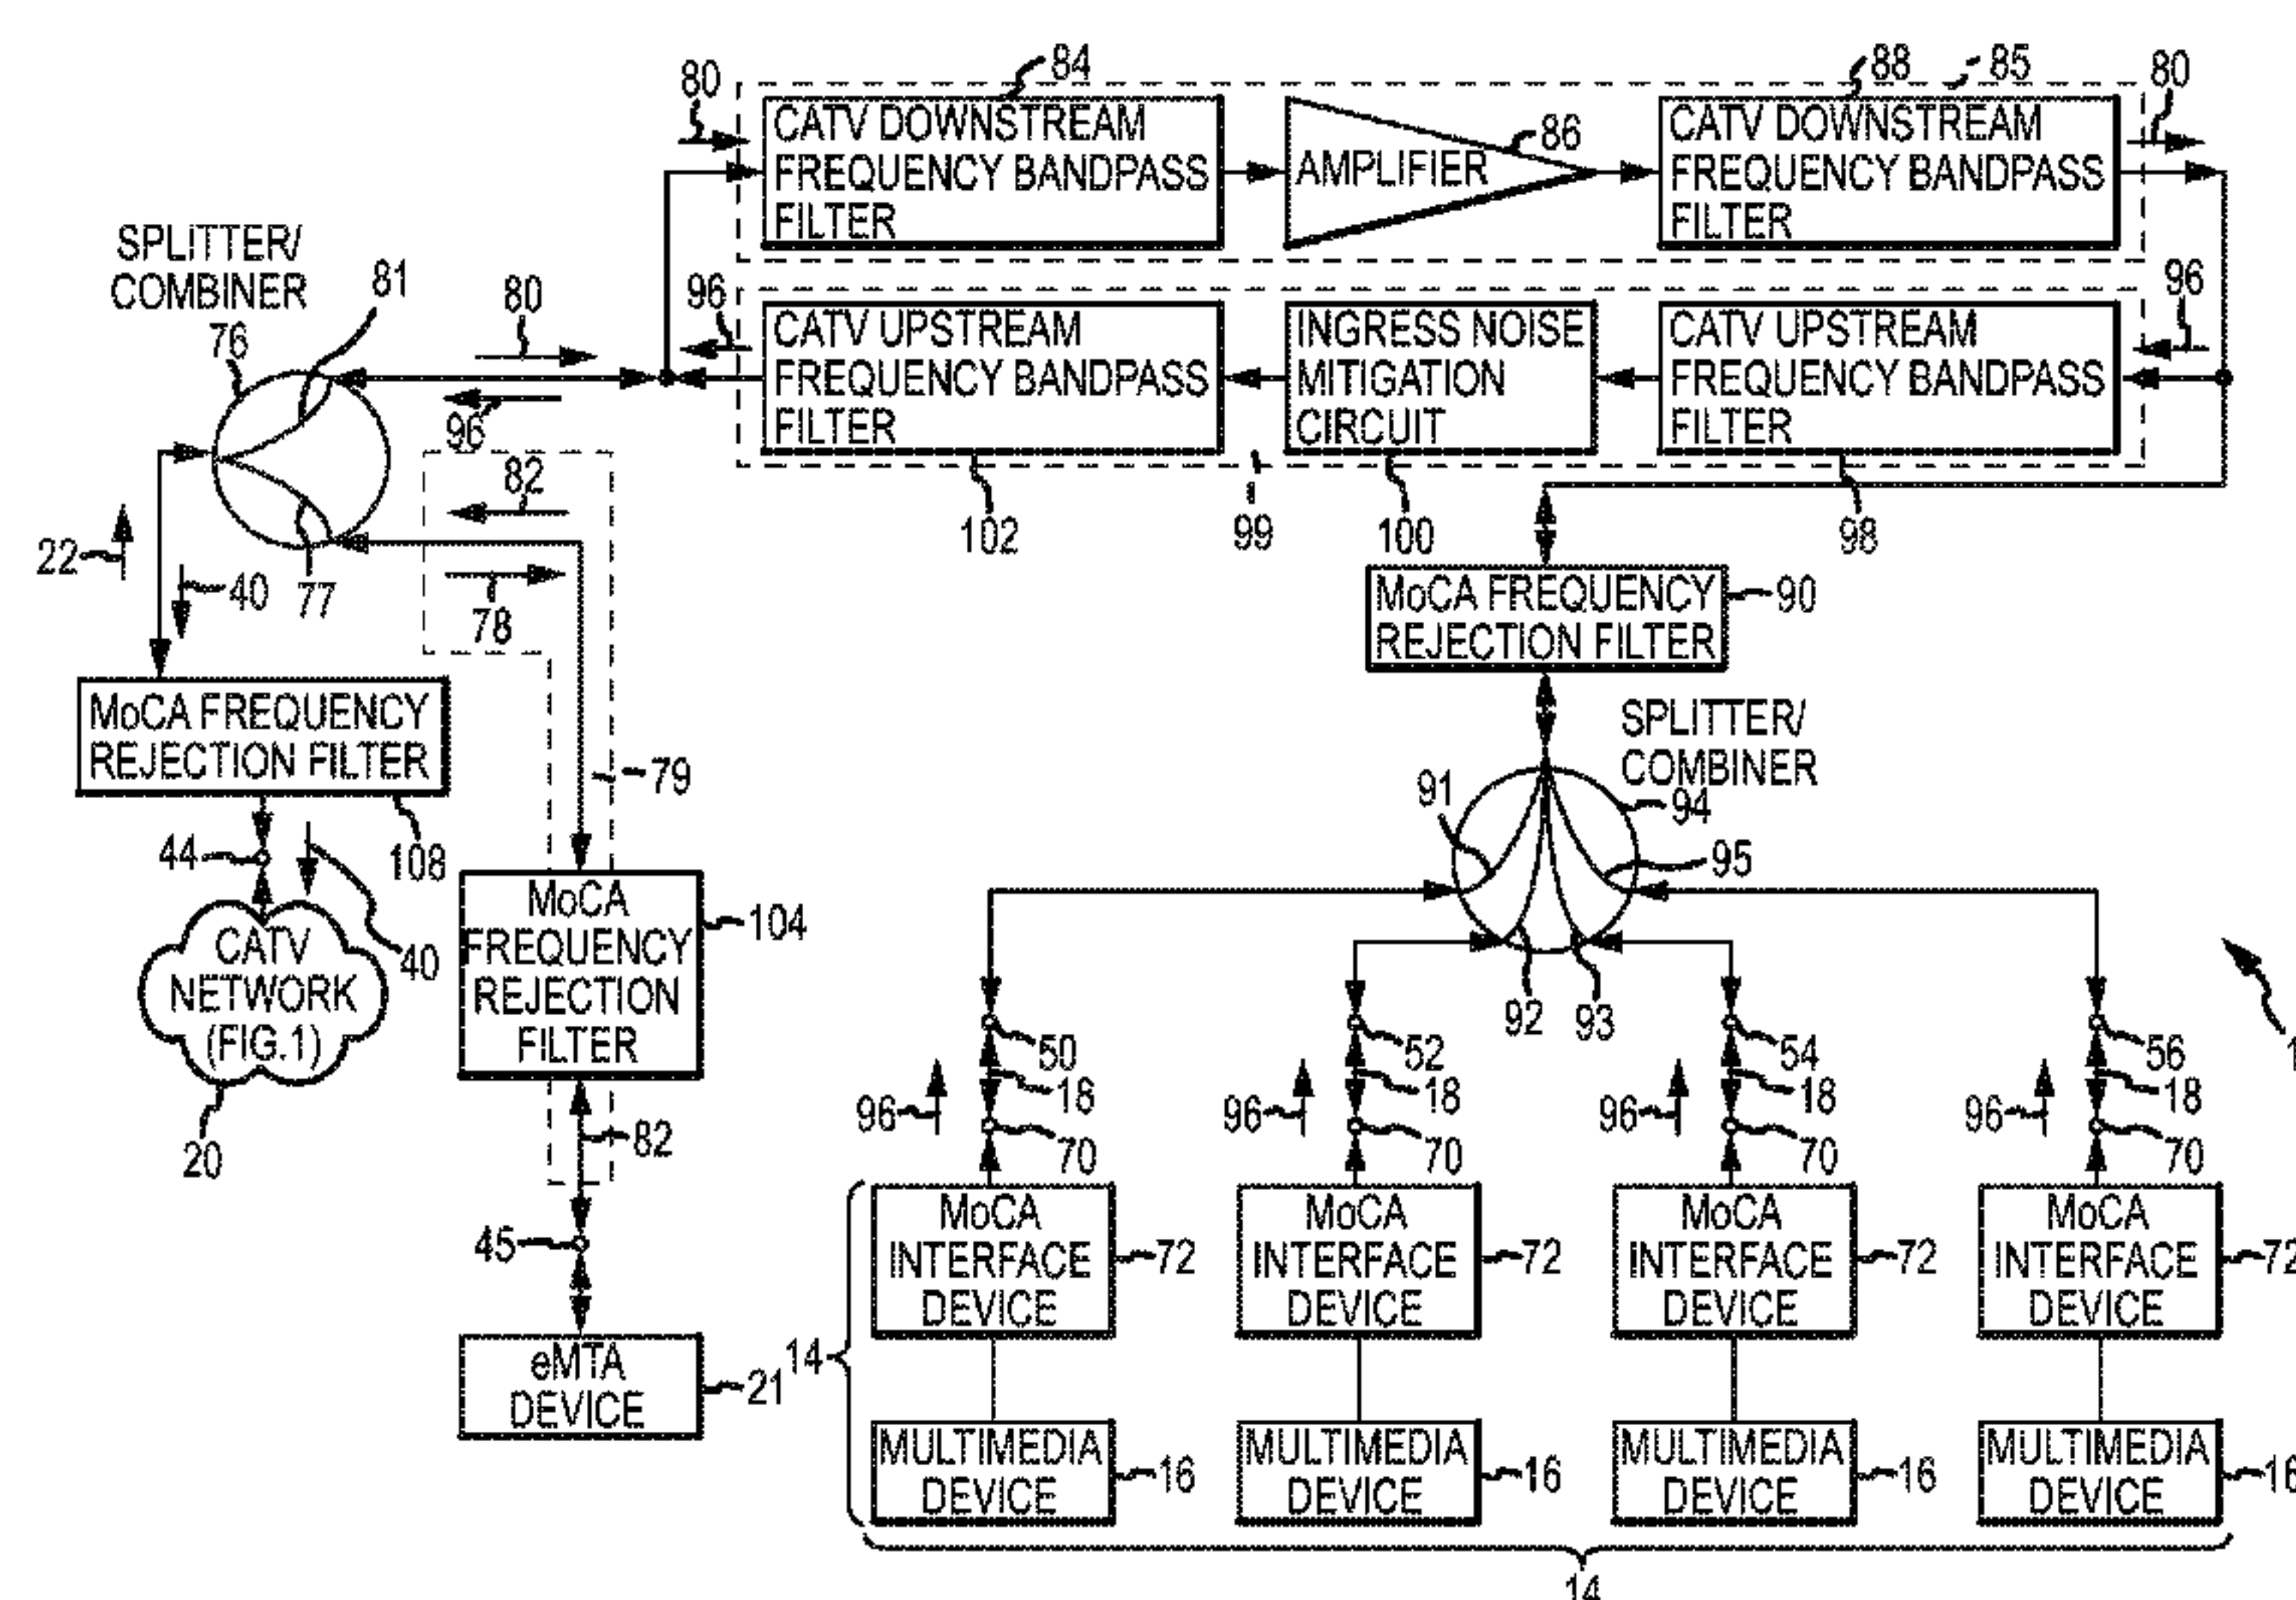 84
88
85
80
80
CATV DOWNSTREAM
FREQUENCY BANDPASS
FILTER
AMPLIFIER
86
CATV DOWNSTREAM
FREQUENCY BANDPASS
FILTER
SPLITTER/
COMBINER
76
81
80
96
96
CATV UPSTREAM
FREQUENCY BANDPASS
FILTER
INGRESS NOISE
MITIGATION
CIRCUIT
CATV UPSTREAM
FREQUENCY BANDPASS
FILTER
96
102
99
100
98
82
78
77
22
40
MoCA FREQUENCY
REJECTION FILTER
90
MoCA FREQUENCY
REJECTION FILTER
108
79
SPLITTER/
COMBINER
94
91
95
92
93
44
40
CATV
NETWORK
(FIG.1)
20
MoCA
FREQUENCY
REJECTION
FILTER
104
82
45
eMTA
DEVICE
21
50
52
54
56
18
18
18
18
96
96
96
96
70
70
70
70
MoCA
INTERFACE
DEVICE
72
MoCA
INTERFACE
DEVICE
72
MoCA
INTERFACE
DEVICE
72
MoCA
INTERFACE
DEVICE
72
14
MULTIMEDIA
DEVICE
16
MULTIMEDIA
DEVICE
16
MULTIMEDIA
DEVICE
16
MULTIMEDIA
DEVICE
16
14